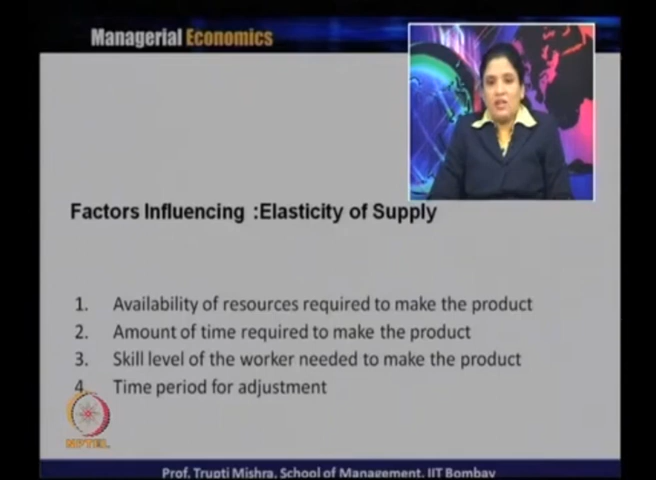 Managerial Economics
Factors Influencing :Elasticity of Supply
1. Availability of resources required to make the product
2. Amount of time required to make the product
3. Skill level of the worker needed to make the product
4. Time period for adjustment
NPTEL
Prof. Trupti Mishra, School of Management, IIT Bombay